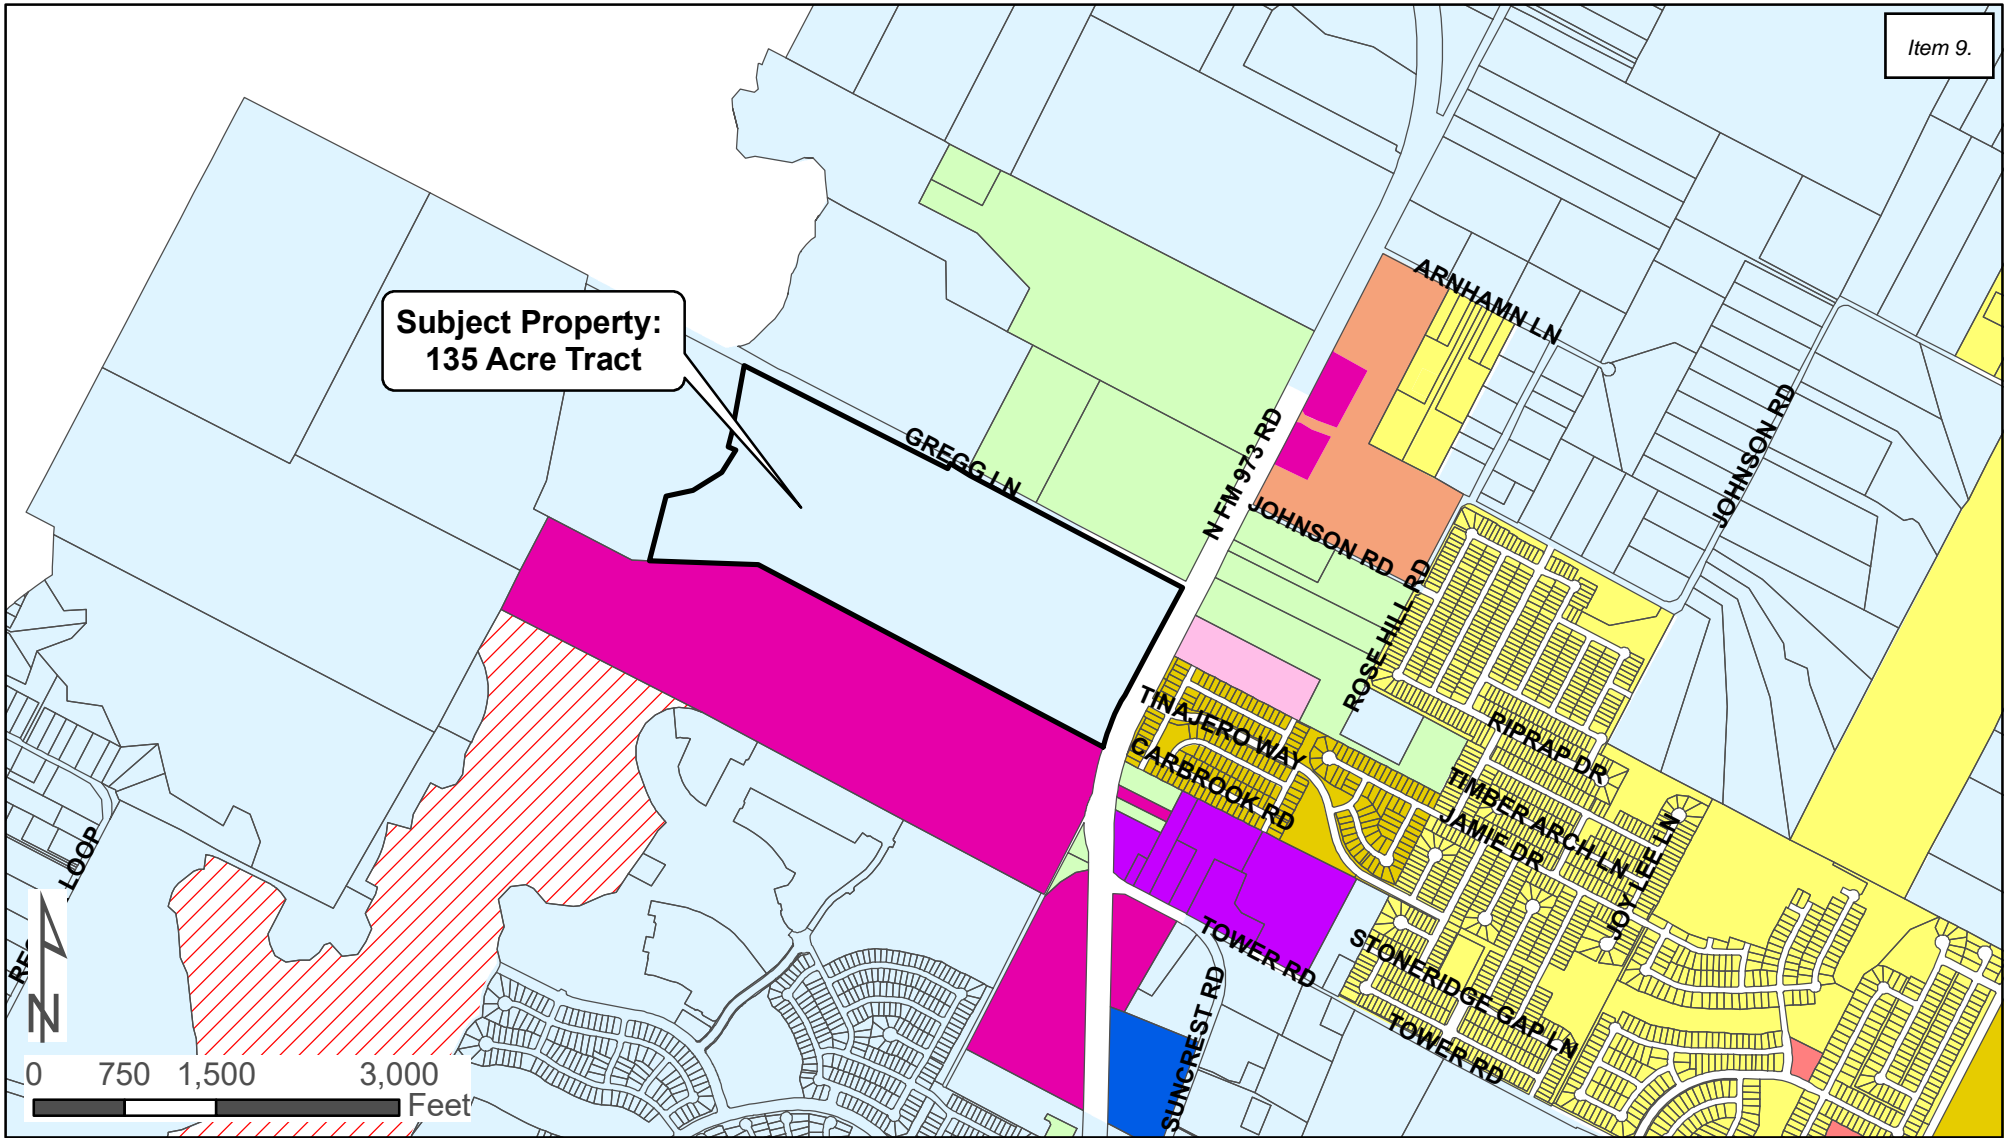 Item 9.
Subject Property:
135 Acre Tract
ARNHAMN LN
GREGG LN
N FM 973 RD
JOHNSON RD
JOHNSON RD
ROSE HILL RD
TINAJERO WAY
CARBROOK RD
RIPRAP DR
TIMBER ARCH LN
JAMIE DR
JOY LEE LN
TOWER RD
STONERIDGE GAP LN
TOWER RD
SUNCREST RD
LOOP
N
0 750 1,500 3,000
Feet